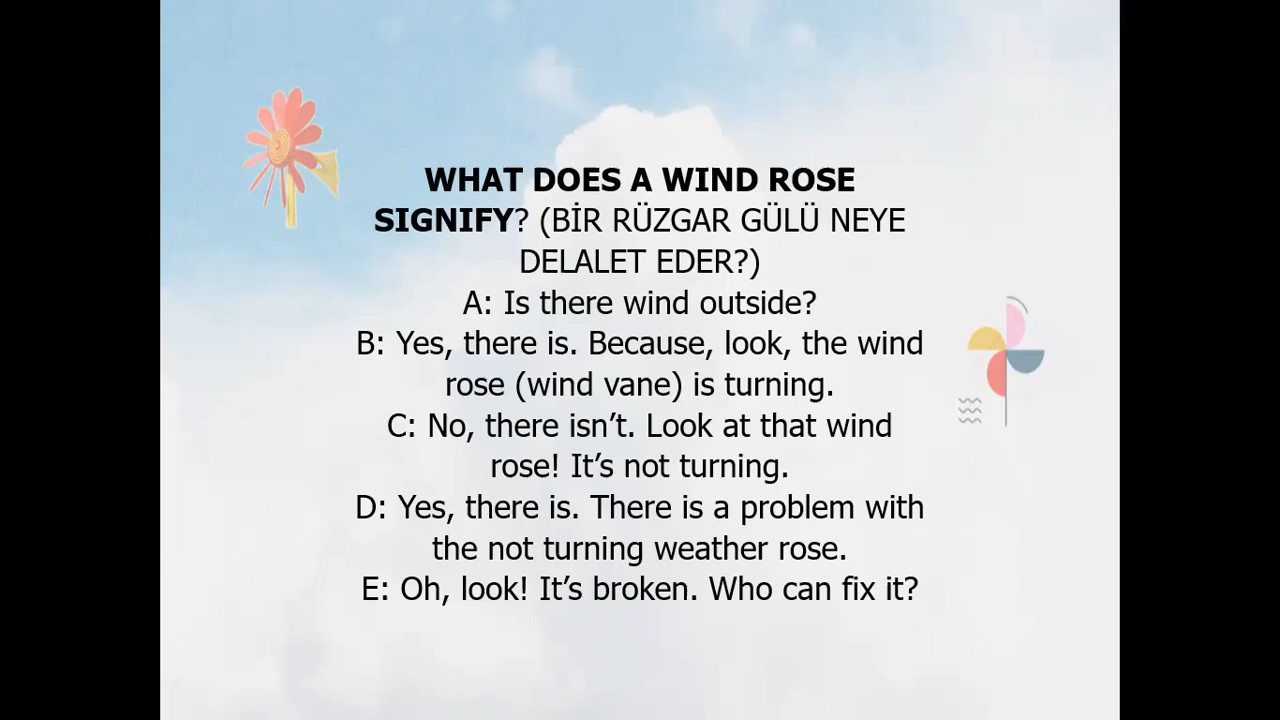 WHAT DOES A WIND ROSE
SIGNIFY? (BİR RÜZGAR GÜLÜ NEYE
DELALET EDER?)
A: Is there wind outside?
B: Yes, there is. Because, look, the wind
rose (wind vane) is turning.
C: No, there isn’t. Look at that wind
rose! It’s not turning.
D: Yes, there is. There is a problem with
the not turning weather rose.
E: Oh, look! It’s broken. Who can fix it?